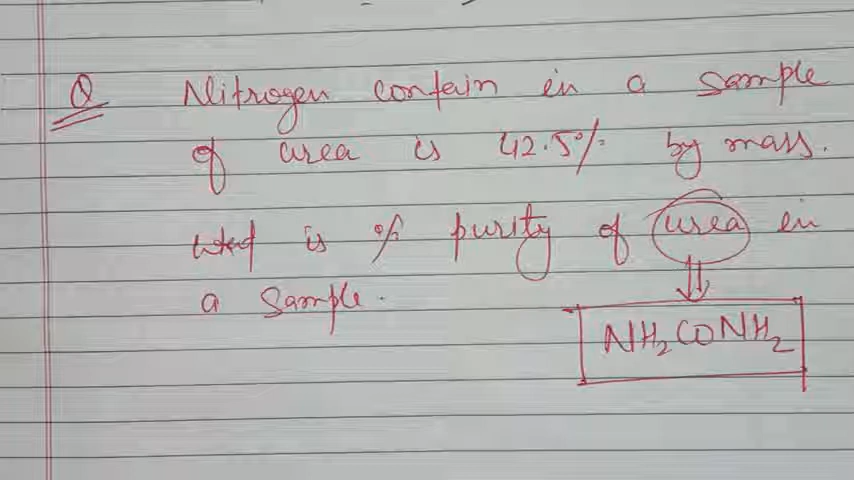 Q Nitrogen contain in a sample
of urea is 42.5% by mass.
what is % purity of urea in
a sample.
NH₂CONH₂